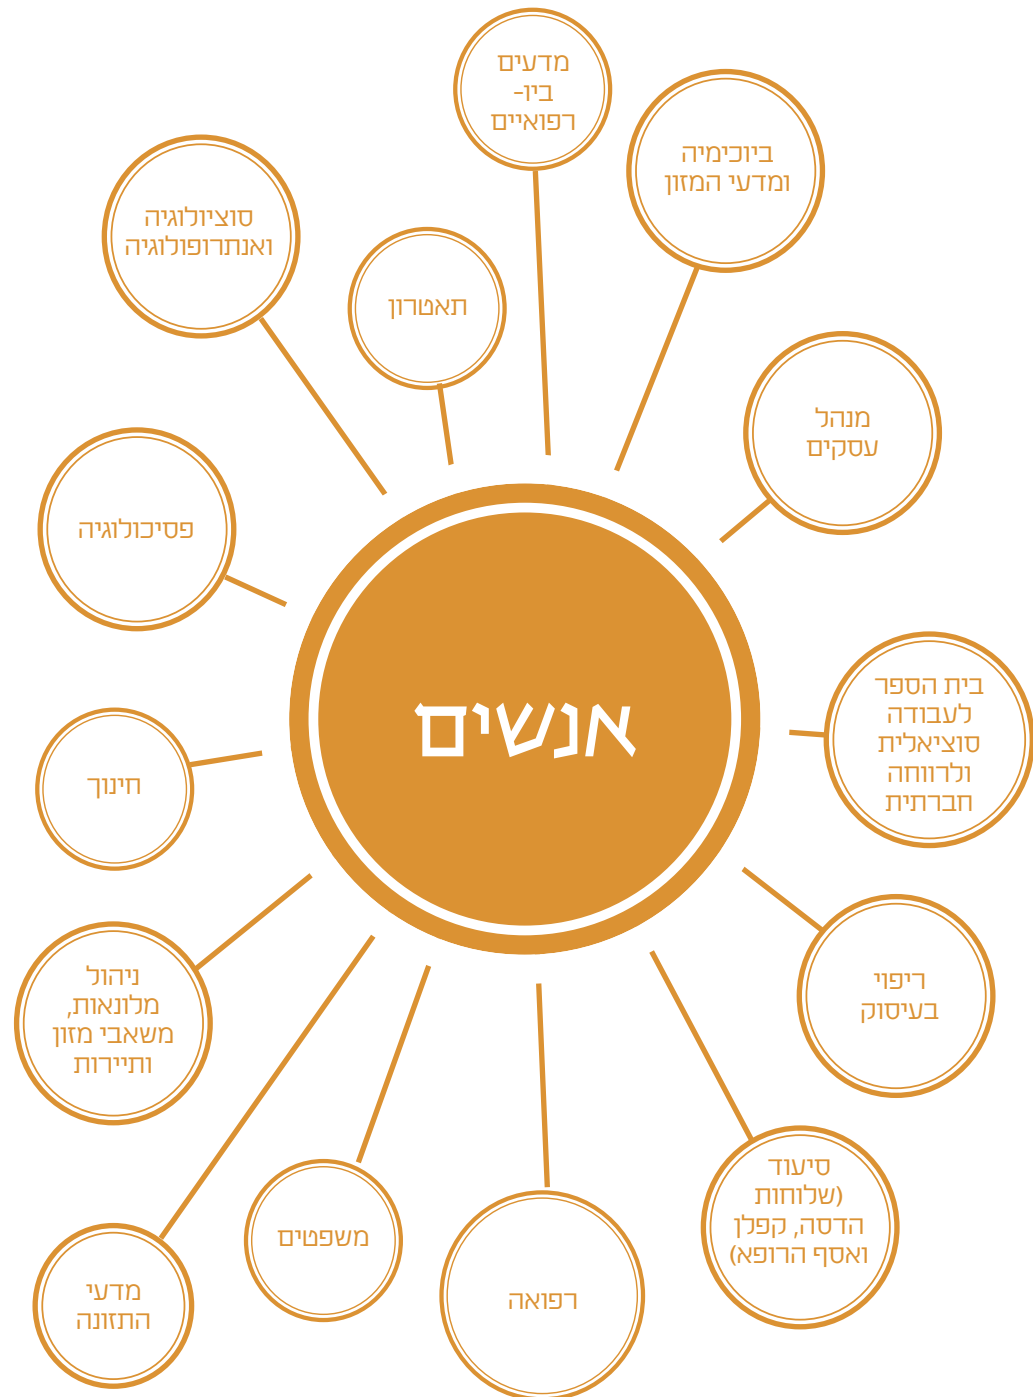 מדעים
ביו-
רפואיים
ביוכימיה
ומדעי המזון
סוציולוגיה
ואנתרופולוגיה
תאטרון
מנהל
עסקים
פסיכולוגיה
בית הספר
לעבודה
סוציאלית
ולרווחה
חברתית
אנשים
חינוך
ריפוי
בעיסוק
ניהול
מלונאות,
משאבי מזון
ותיירות
סיעוד
(שלוחות
הדסה, קפלן
ואסף הרופא)
משפטים
רפואה
מדעי
התזונה